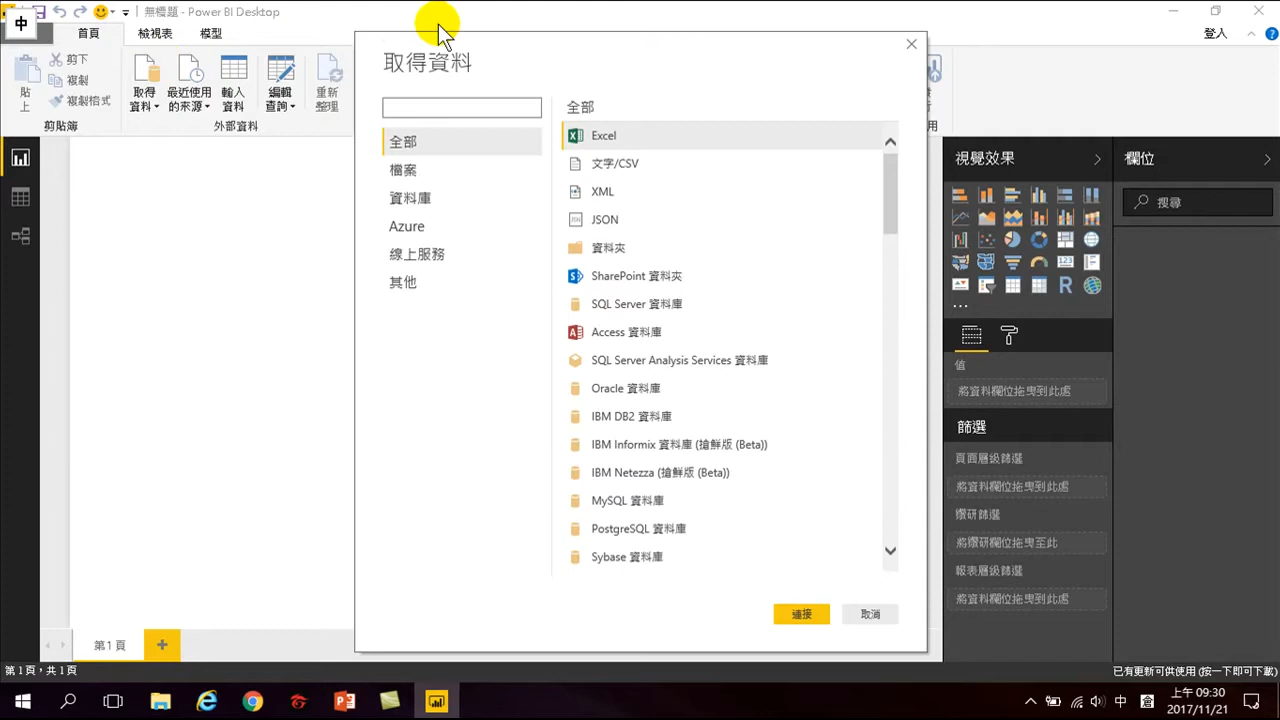 中
無標題 - Power BI Desktop
首頁
檢視表
模型
登入
貼上
剪下
複製
複製格式
剪貼簿
取得資料
最近使用的來源
輸入資料
編輯查詢
外部資料
重新整理
取得資料
全部
檔案
資料庫
Azure
線上服務
其他
全部
Excel
文字/CSV
XML
JSON
資料夾
SharePoint 資料夾
SQL Server 資料庫
Access 資料庫
SQL Server Analysis Services 資料庫
Oracle 資料庫
IBM DB2 資料庫
IBM Informix 資料庫 (搶鮮版 (Beta))
IBM Netezza (搶鮮版 (Beta))
MySQL 資料庫
PostgreSQL 資料庫
Sybase 資料庫
連接
取消
視覺效果
R
值
將資料欄位拖曳到此處
篩選
頁面層級篩選
將資料欄位拖曳到此處
鑽研篩選
將鑽研欄位拖曳至此
報表層級篩選
將資料欄位拖曳到此處
欄位
搜尋
第 1 頁
第 1 頁，共 1 頁
已有更新可供使用 (按一下即可下載)
中
上午 09:30
2017/11/21